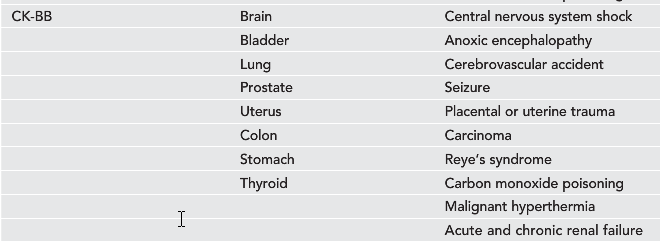 CK-BB Brain Central nervous system shock
Bladder Anoxic encephalopathy
Lung Cerebrovascular accident
Prostate Seizure
Uterus Placental or uterine trauma
Colon Carcinoma
Stomach Reye's syndrome
Thyroid Carbon monoxide poisoning
Malignant hyperthermia
Acute and chronic renal failure